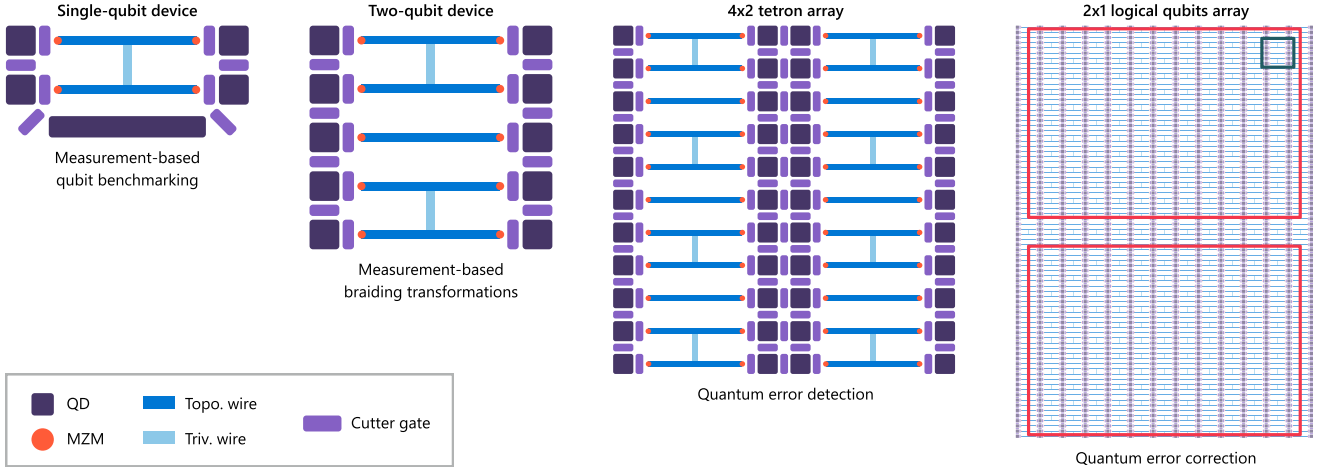 Single-qubit device
Two-qubit device
4x2 tetron array
2x1 logical qubits array
Measurement-based
qubit benchmarking
Measurement-based
braiding transformations
Quantum error detection
Quantum error correction
QD
Topo. wire
Cutter gate
MZM
Triv. wire